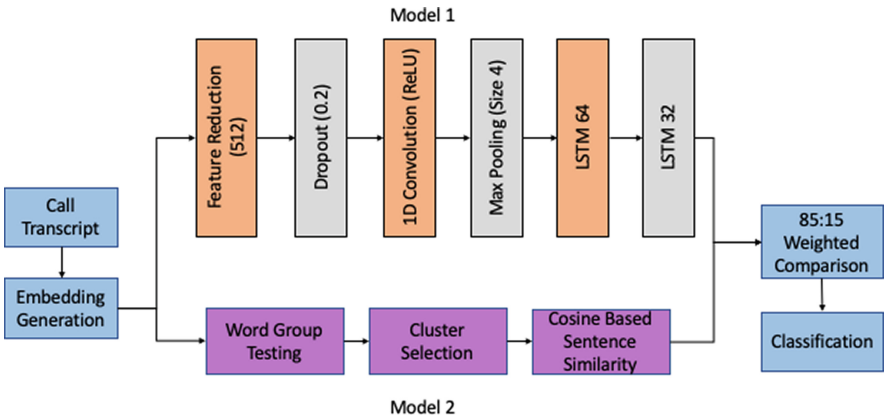 Model 1
Feature Reduction
(512)
Dropout (0.2)
1D Convolution (ReLU)
Max Pooling (Size 4)
LSTM 64
LSTM 32
Call
Transcript
Embedding
Generation
Word Group
Testing
Cluster
Selection
Cosine Based
Sentence
Similarity
85:15
Weighted
Comparison
Classification
Model 2